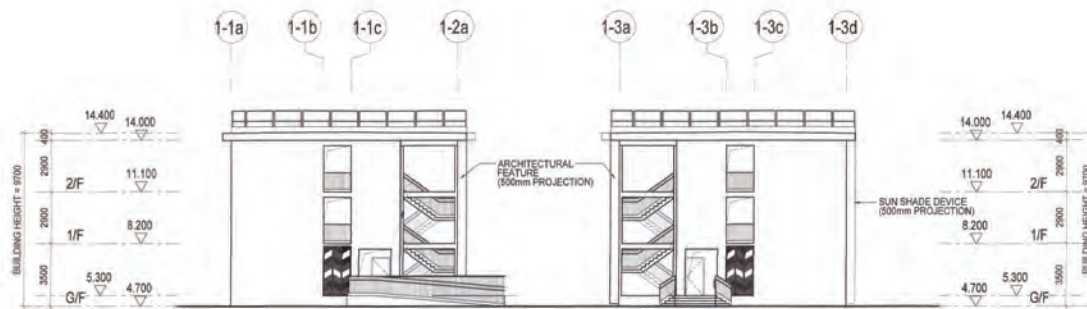 1-1a
1-1b
1-1c
1-2a
1-3a
1-3b
1-3c
1-3d
14.400
14.000
400
2900
2/F
11.100
2900
1/F
8.200
3500
5.300
G/F
4.700
BUILDING HEIGHT = 9700
ARCHITECTURAL
FEATURE
(500mm PROJECTION)
SUN SHADE DEVICE
(500mm PROJECTION)
14.400
14.000
400
2900
11.100
2/F
2900
8.200
1/F
3500
5.300
4.700
G/F
BUILDING HEIGHT = 9700